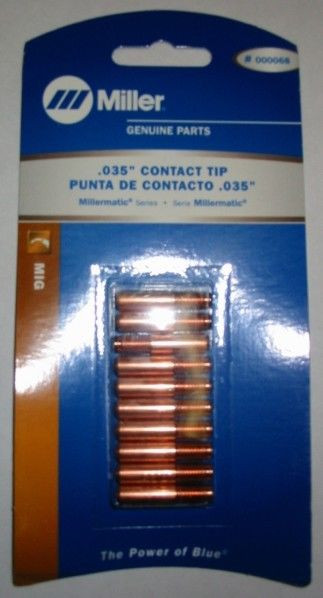 # 000068
Miller®
GENUINE PARTS
.035" CONTACT TIP
PUNTA DE CONTACTO .035"
Millermatic® Series • Serie Millermatic®
MIG
The Power of Blue®